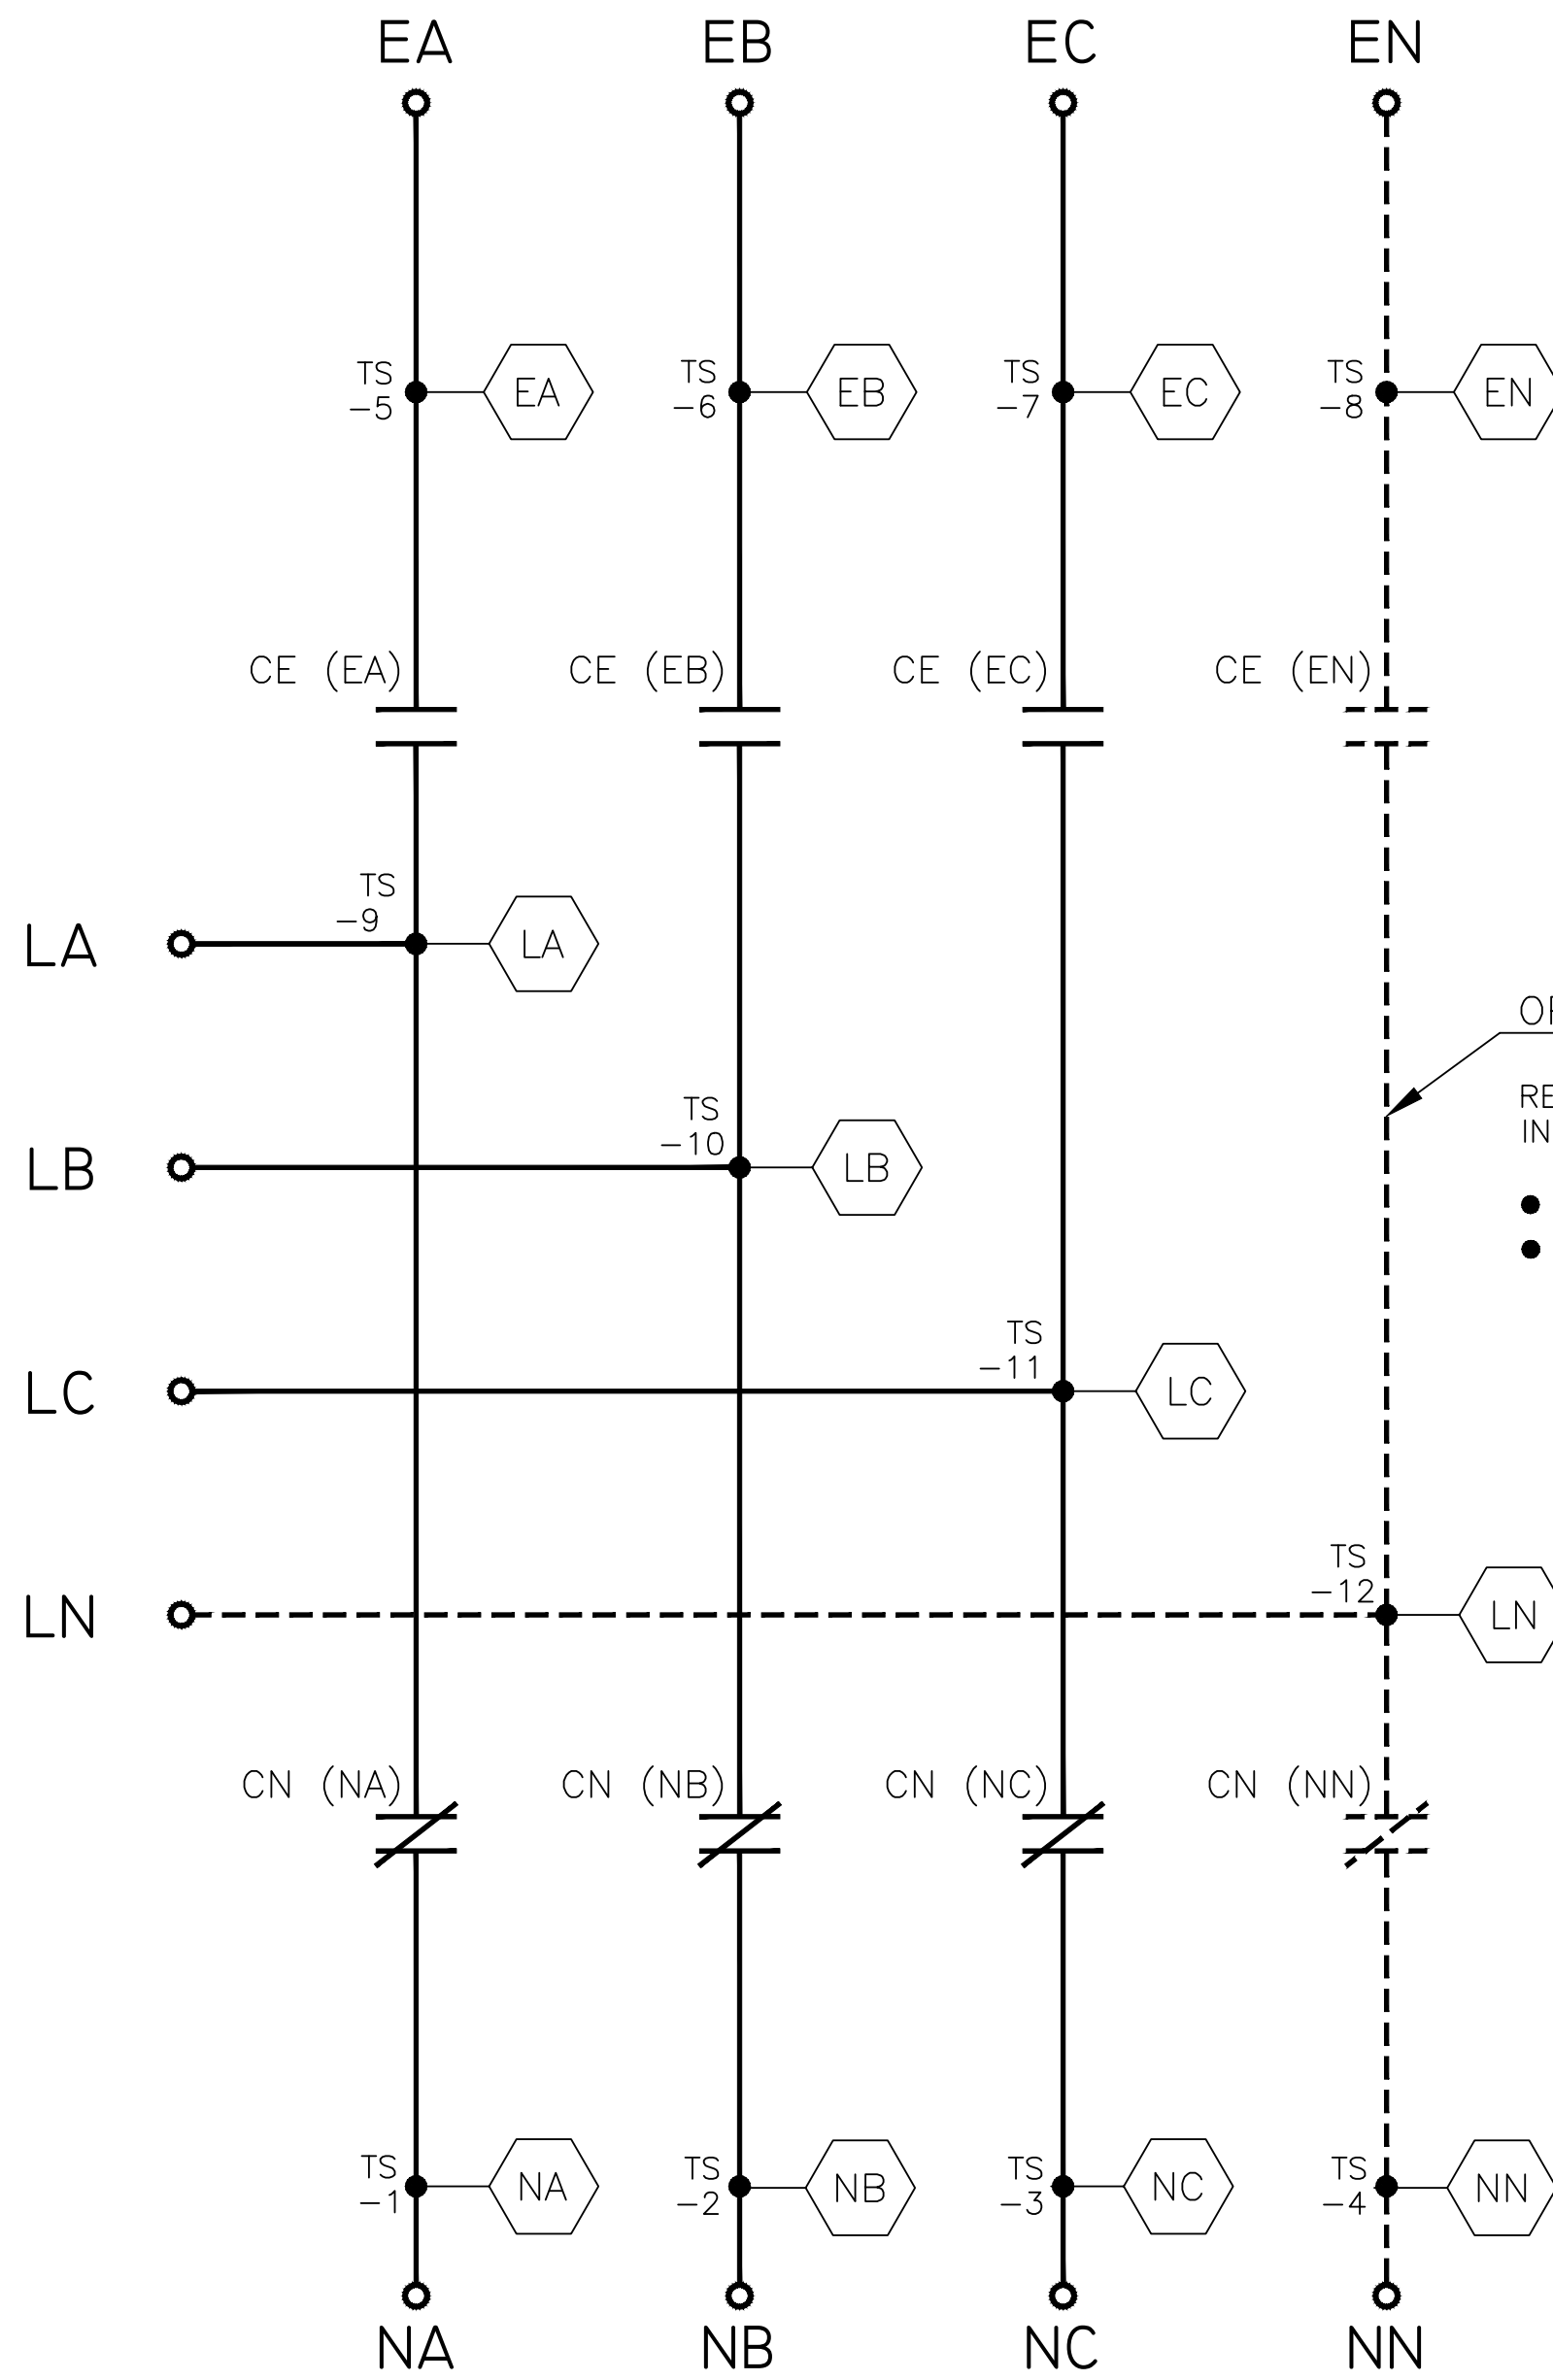 EA EB EC EN
TS TS TS TS
-5 EA -6 EB -7 EC -8 EN
CE (EA) CE (EB) CE (EC) CE (EN)
TS
-9
LA LA
TS
-10
LB LB
TS
-11
LC LC
TS
-12
LN LN
IN
CN (NA) CN (NB) CN (NC) CN (NN)
TS TS TS TS
-1 NA -2 NB -3 NC -4 NN
NA NB NC NN